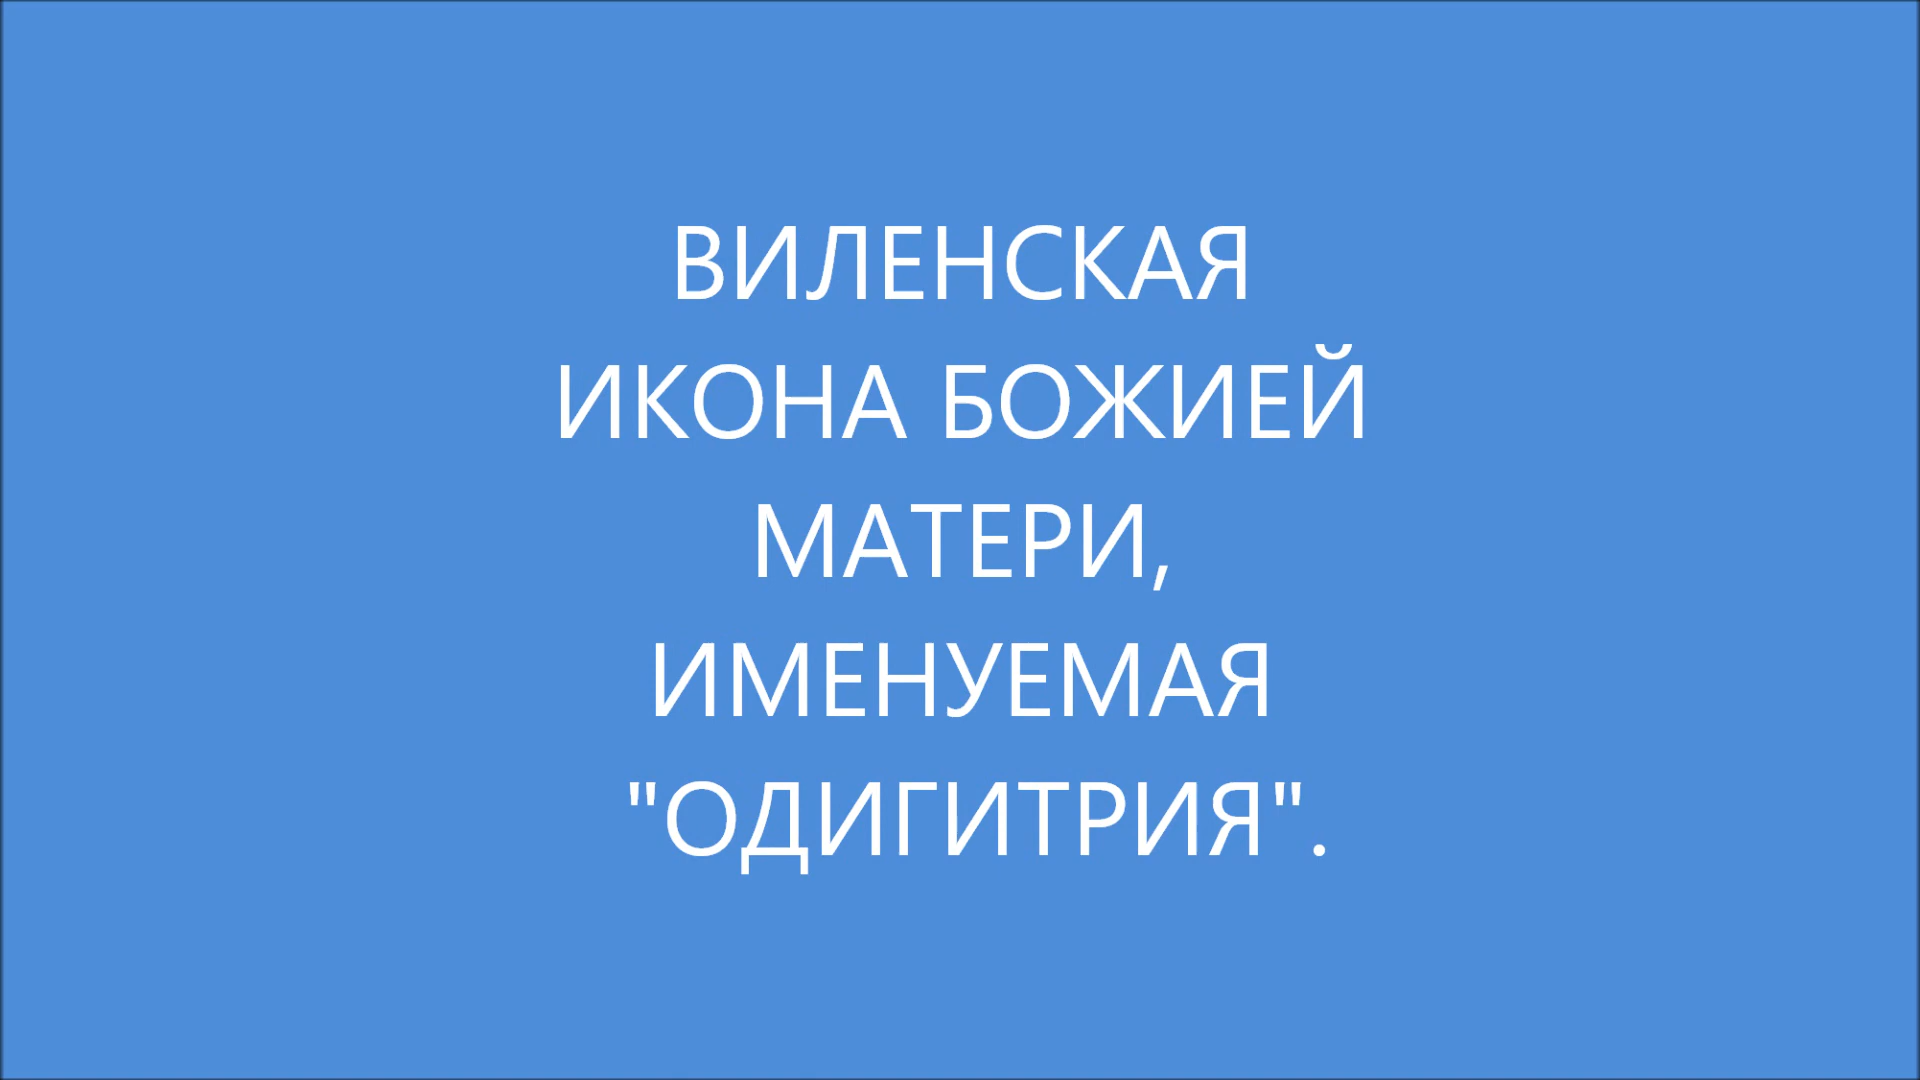 ВИЛЕНСКАЯ
ИКОНА БОЖИЕЙ
МАТЕРИ,
ИМЕНУЕМАЯ
"ОДИГИТРИЯ".